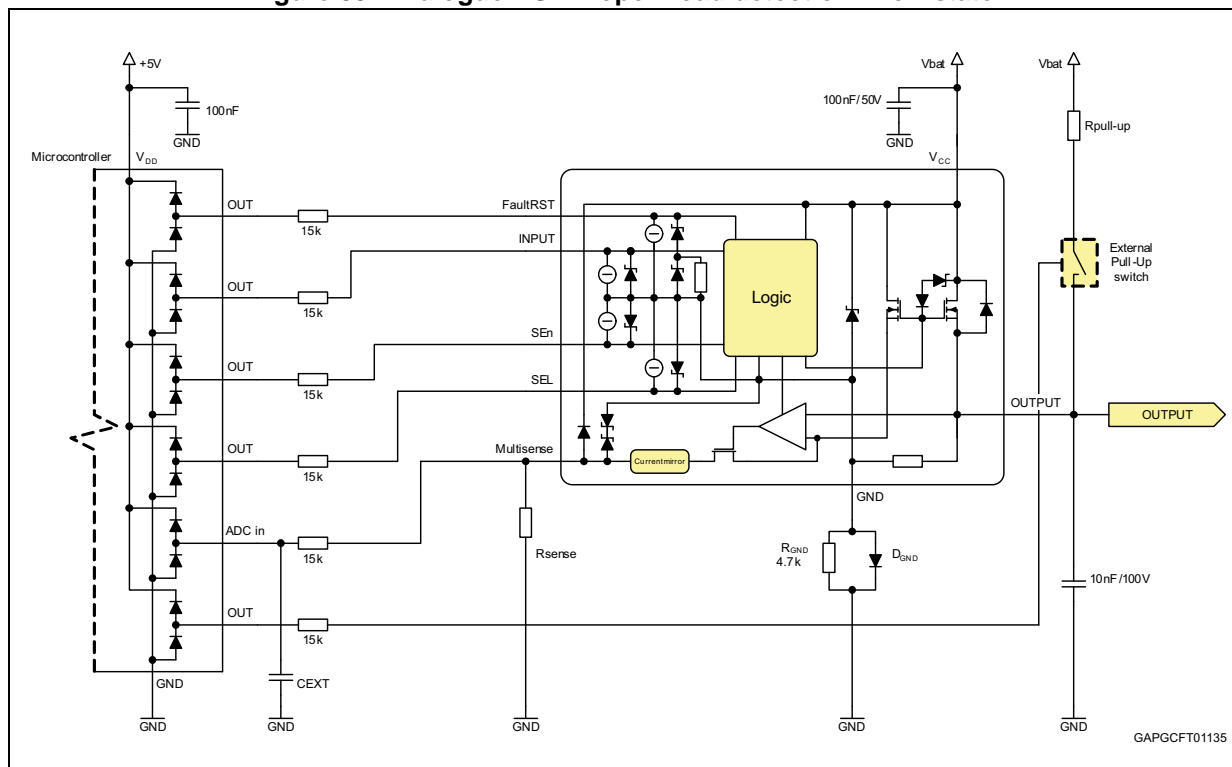 +5V
100nF
GND
Vbat
100nF/50V
GND
Vbat
Rpull-up
Microcontroller
VDD
VCC
OUT
15k
FaultRST
OUT
15k
INPUT
Logic
External
Pull-Up
switch
OUT
15k
SEn
OUT
15k
SEL
OUTPUT
OUTPUT
Multisense
Currentmirror
GND
ADC in
15k
Rsense
RGND
4.7k
DGND
10nF/100V
OUT
15k
GND
CEXT
GND
GND
GND
GND
GND
GAPGCFT01135